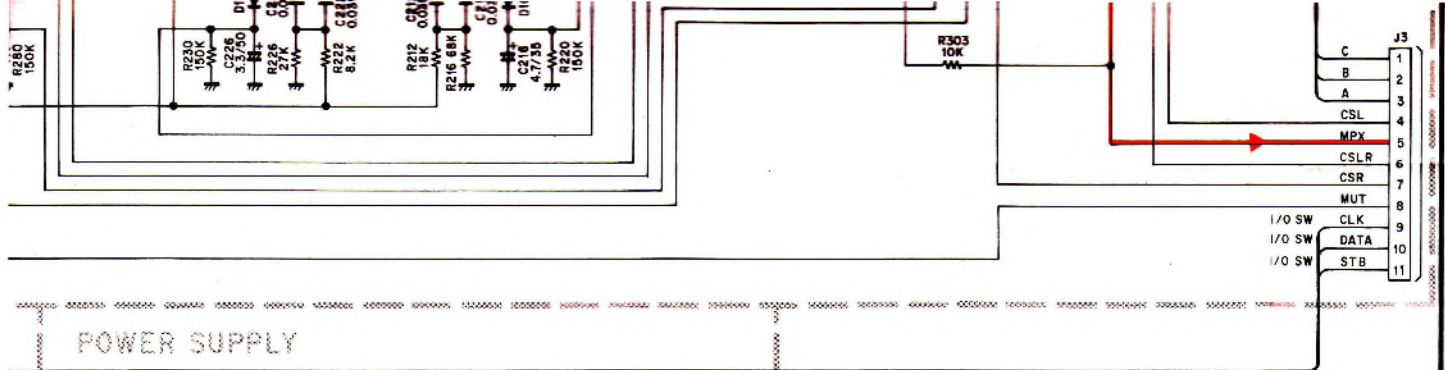 R280
150K
R230
150K
C226
3.3/50
R226
27K
R222
8.2K
R212
18K
R216 68K
C216
4.7/35
R220
150K
R303
10K
J3
C 1
B 2
A 3
CSL 4
MPX 5
CSLR 6
CSR 7
MUT 8
I/O SW CLK 9
I/O SW DATA 10
I/O SW STB 11
POWER SUPPLY